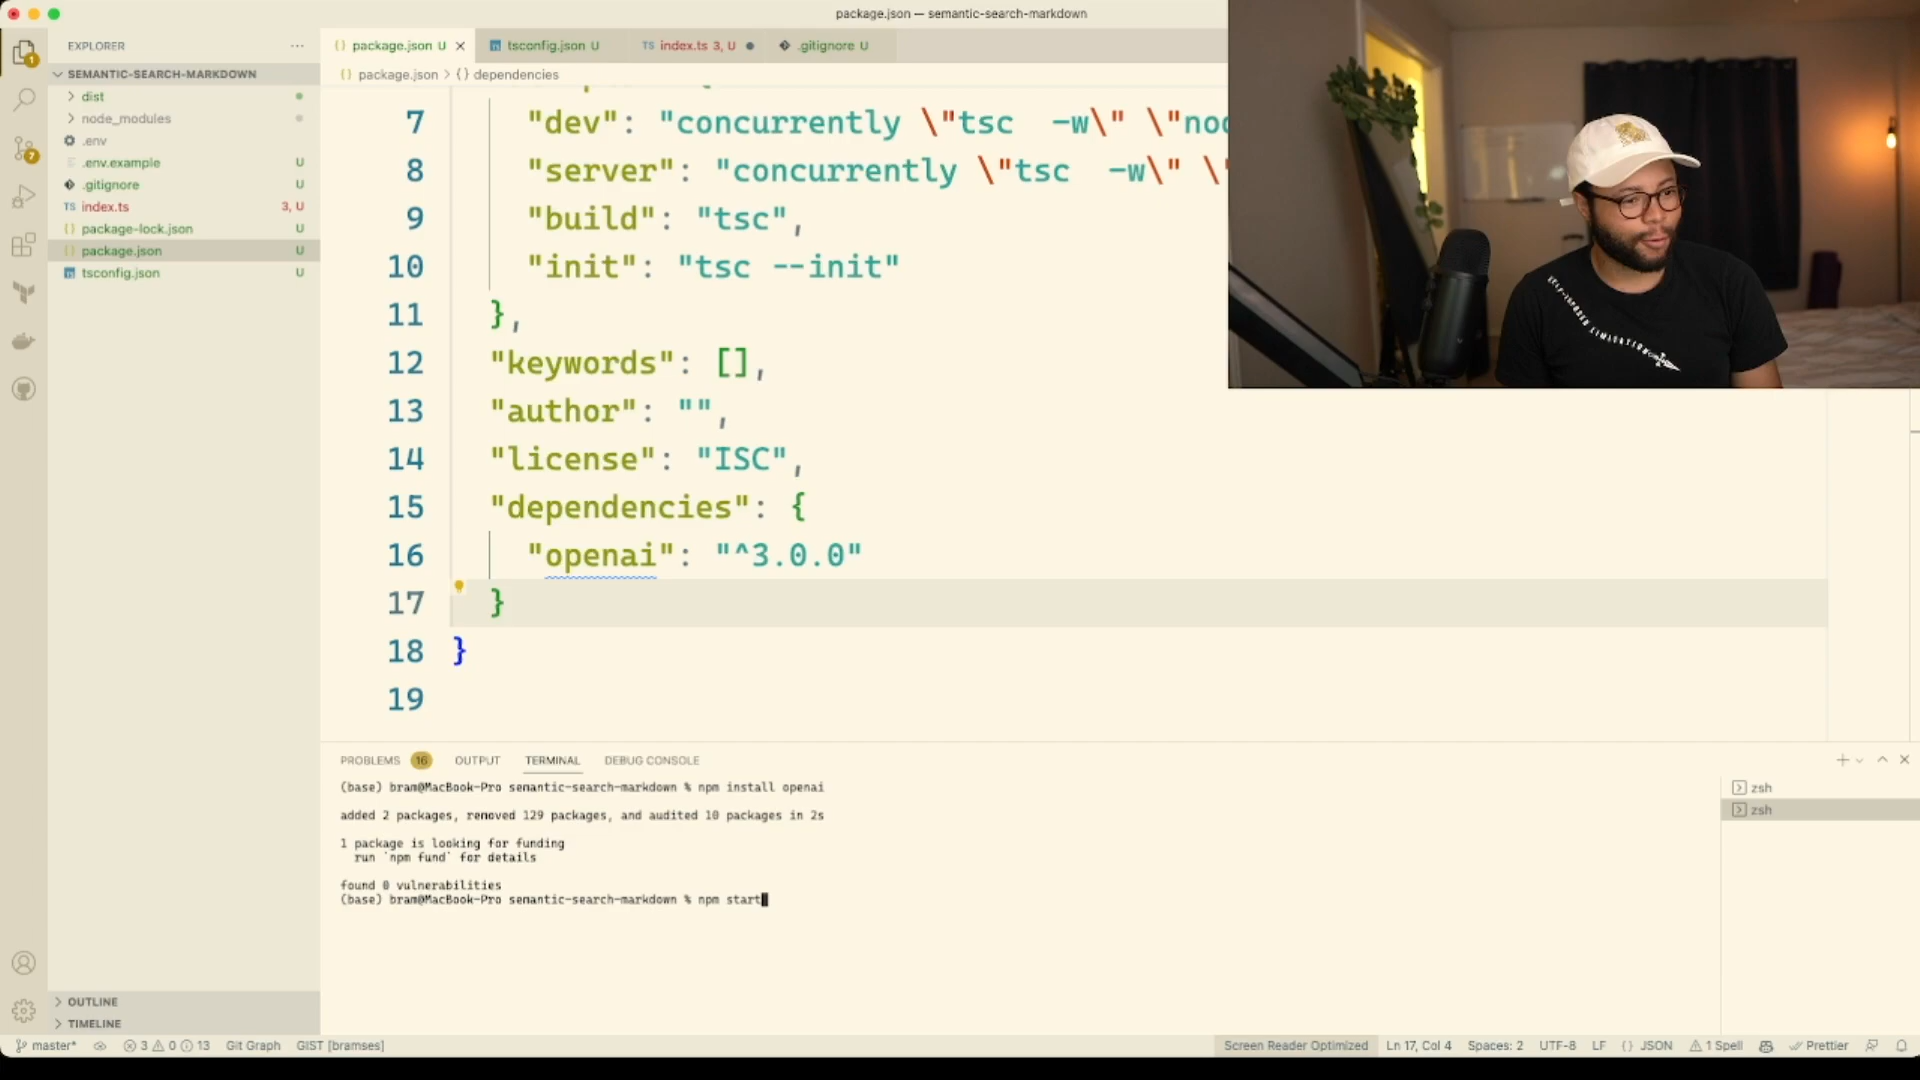 package.json — semantic-search-markdown
EXPLORER
package.json U
tsconfig.json U
TS index.ts 3, U
.gitignore U
SEMANTIC-SEARCH-MARKDOWN
package.json > {} dependencies
dist
node_modules
.env
.env.example U
.gitignore U
TS index.ts 3, U
package-lock.json U
package.json U
tsconfig.json U
1
7
7 "dev": "concurrently \"tsc -w\" \"noc
8 "server": "concurrently \"tsc -w\" \"
9 "build": "tsc",
10 "init": "tsc --init"
11 },
12 "keywords": [],
13 "author": "",
14 "license": "ISC",
15 "dependencies": {
16 "openai": "^3.0.0"
17 }
18 }
19
SELF-IMPOSED LIMITATIONS
PROBLEMS 16 OUTPUT TERMINAL DEBUG CONSOLE
(base) bram@MacBook-Pro semantic-search-markdown % npm install openai
added 2 packages, removed 129 packages, and audited 10 packages in 2s
1 package is looking for funding
run `npm fund` for details
found 0 vulnerabilities
(base) bram@MacBook-Pro semantic-search-markdown % npm start
zsh
zsh
OUTLINE
TIMELINE
master* 3 0 13 Git Graph GIST [bramses] Screen Reader Optimized Ln 17, Col 4 Spaces: 2 UTF-8 LF {} JSON 1 Spell Prettier